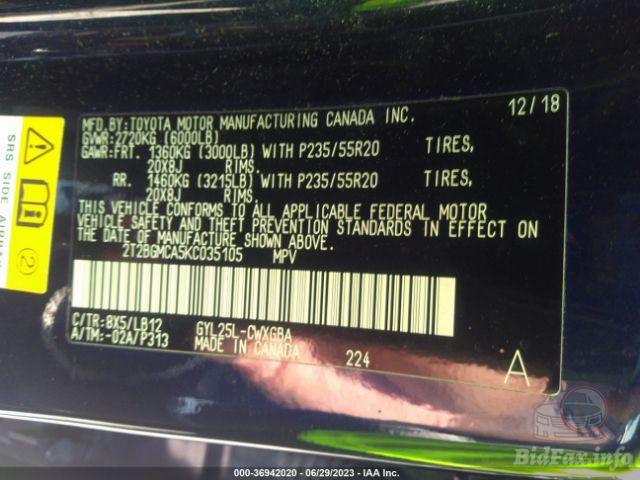 MFD.BY:TOYOTA MOTOR MANUFACTURING CANADA INC. 12/18
GVWR:2720KG (6000LB)
GAWR:FRT. 1360KG (3000LB) WITH P235/55R20 TIRES,
20X8J RIMS.
RR. 1460KG (3215LB) WITH P235/55R20 TIRES,
20X8J RIMS.
THIS VEHICLE CONFORMS TO ALL APPLICABLE FEDERAL MOTOR
VEHICLE SAFETY AND THEFT PREVENTION STANDARDS IN EFFECT ON
THE DATE OF MANUFACTURE SHOWN ABOVE.
2T2BGMCA5KC035105 MPV
C/TR:8X5/LB12 GYL25L-CWXGBA
A/TM:-02A/P313 MADE IN CANADA 224 A
SRS SIDE
2
BidFax.info
000-36942020 - 06/29/2023 - IAA Inc.